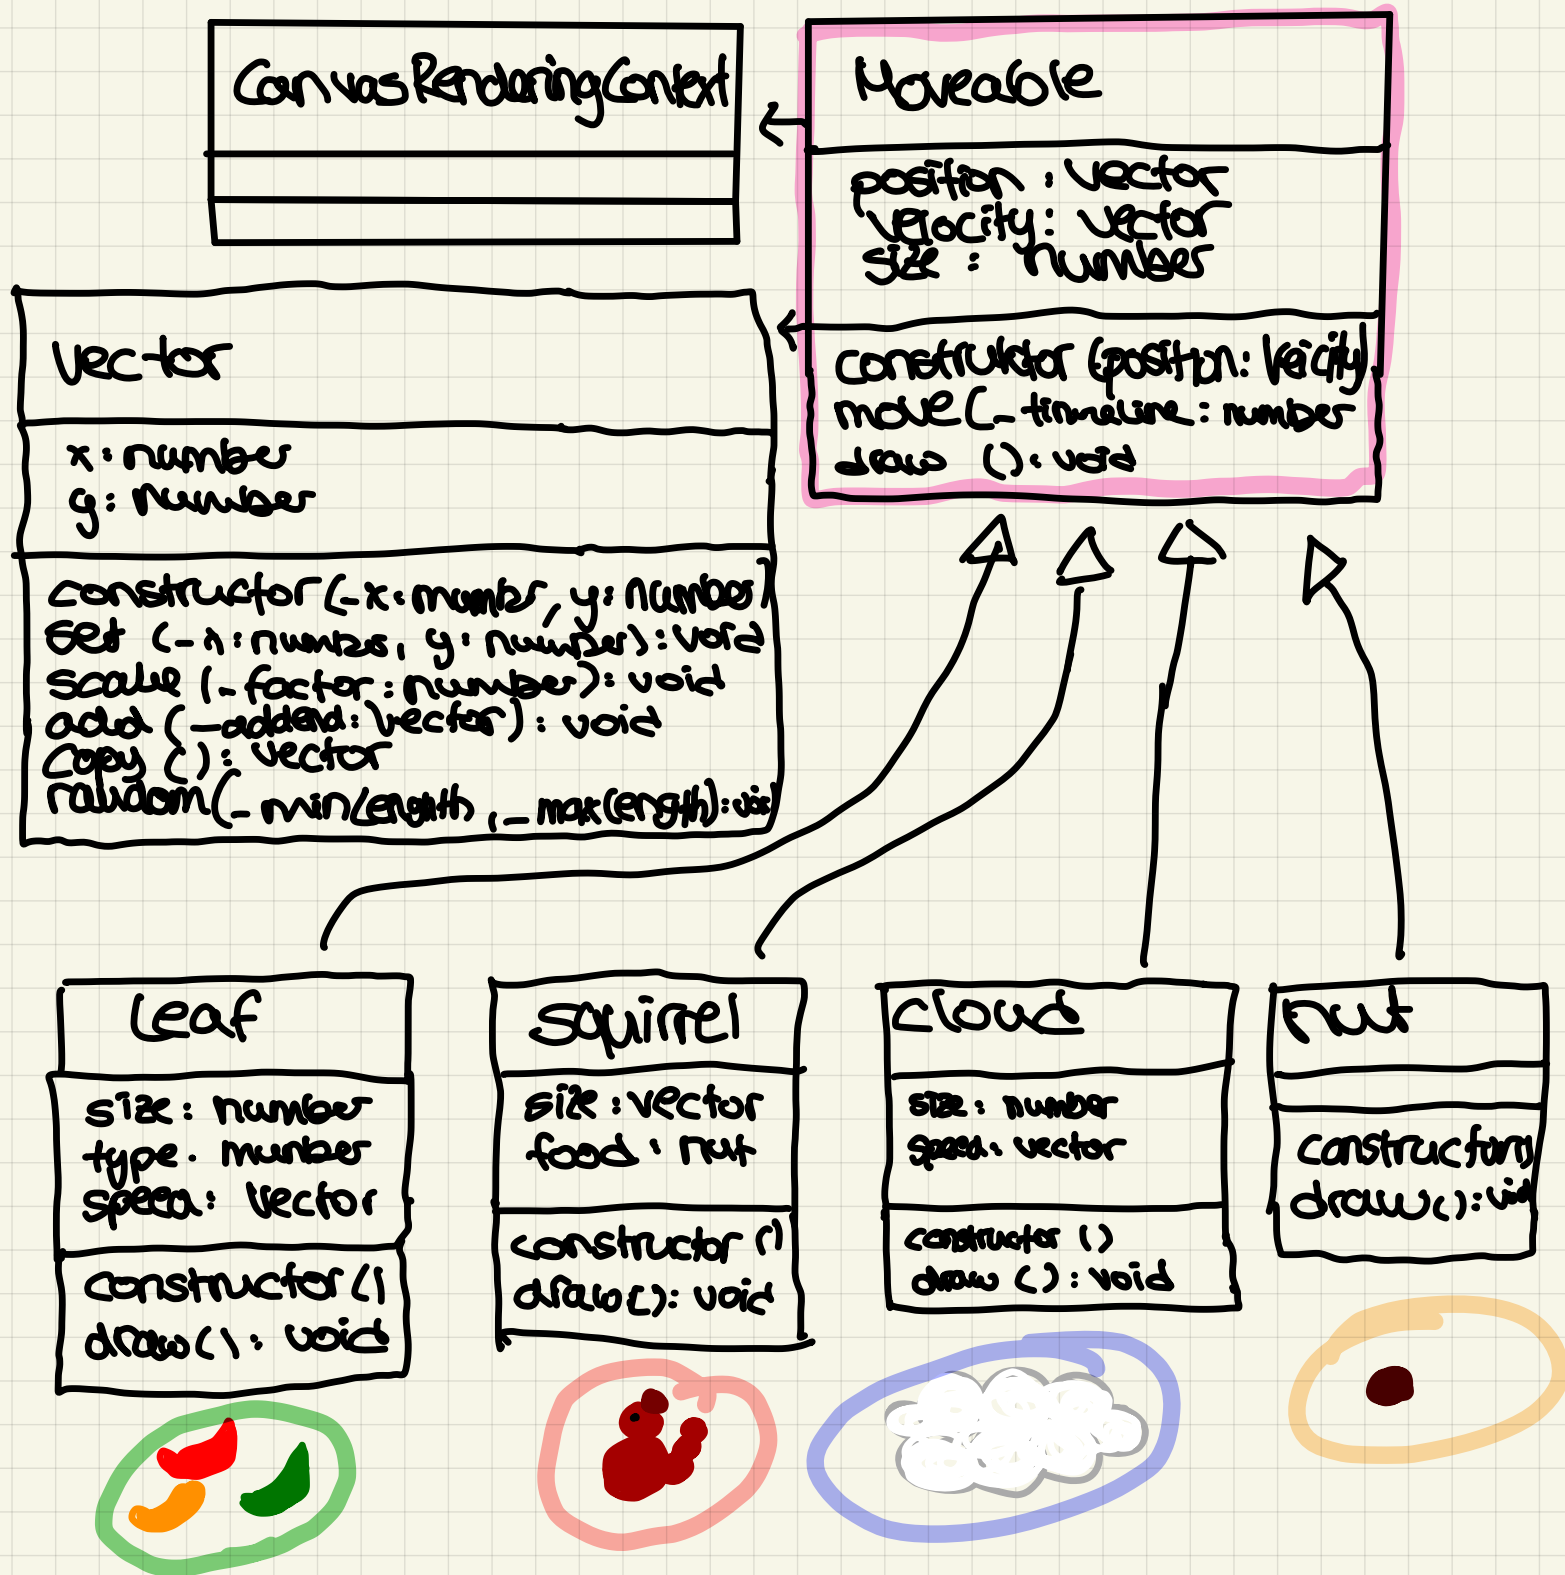 CanvasRenderingContext
Moveable
position : Vector
velocity : Vector
size : number
construktor (position: Velcity)
move(_timeline : number
draw () : void
Vector
x : number
y : number
constructor (_x : number, y : number)
set (_x : number, y : number) : void
scale (_factor : number) : void
add (_addend : Vector) : void
copy () : Vector
random(_minLength , _maxLength) : void
Leaf
size : number
type . number
speed : Vector
constructor ()
draw () : void
Squirrel
size : Vector
food : nut
constructor ()
draw () : void
Cloud
size : number
speed : Vector
constructor ()
draw () : void
nut
constructor()
draw () : void